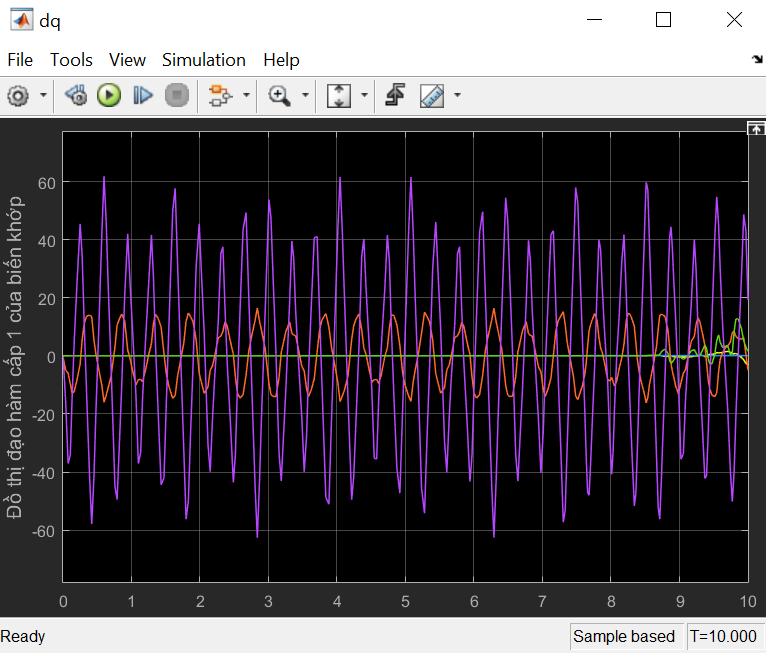 dq
File Tools View Simulation Help
Đồ thị đạo hàm cấp 1 của biến khớp
60
40
20
0
-20
-40
-60
0 1 2 3 4 5 6 7 8 9 10
Ready Sample based T=10.000